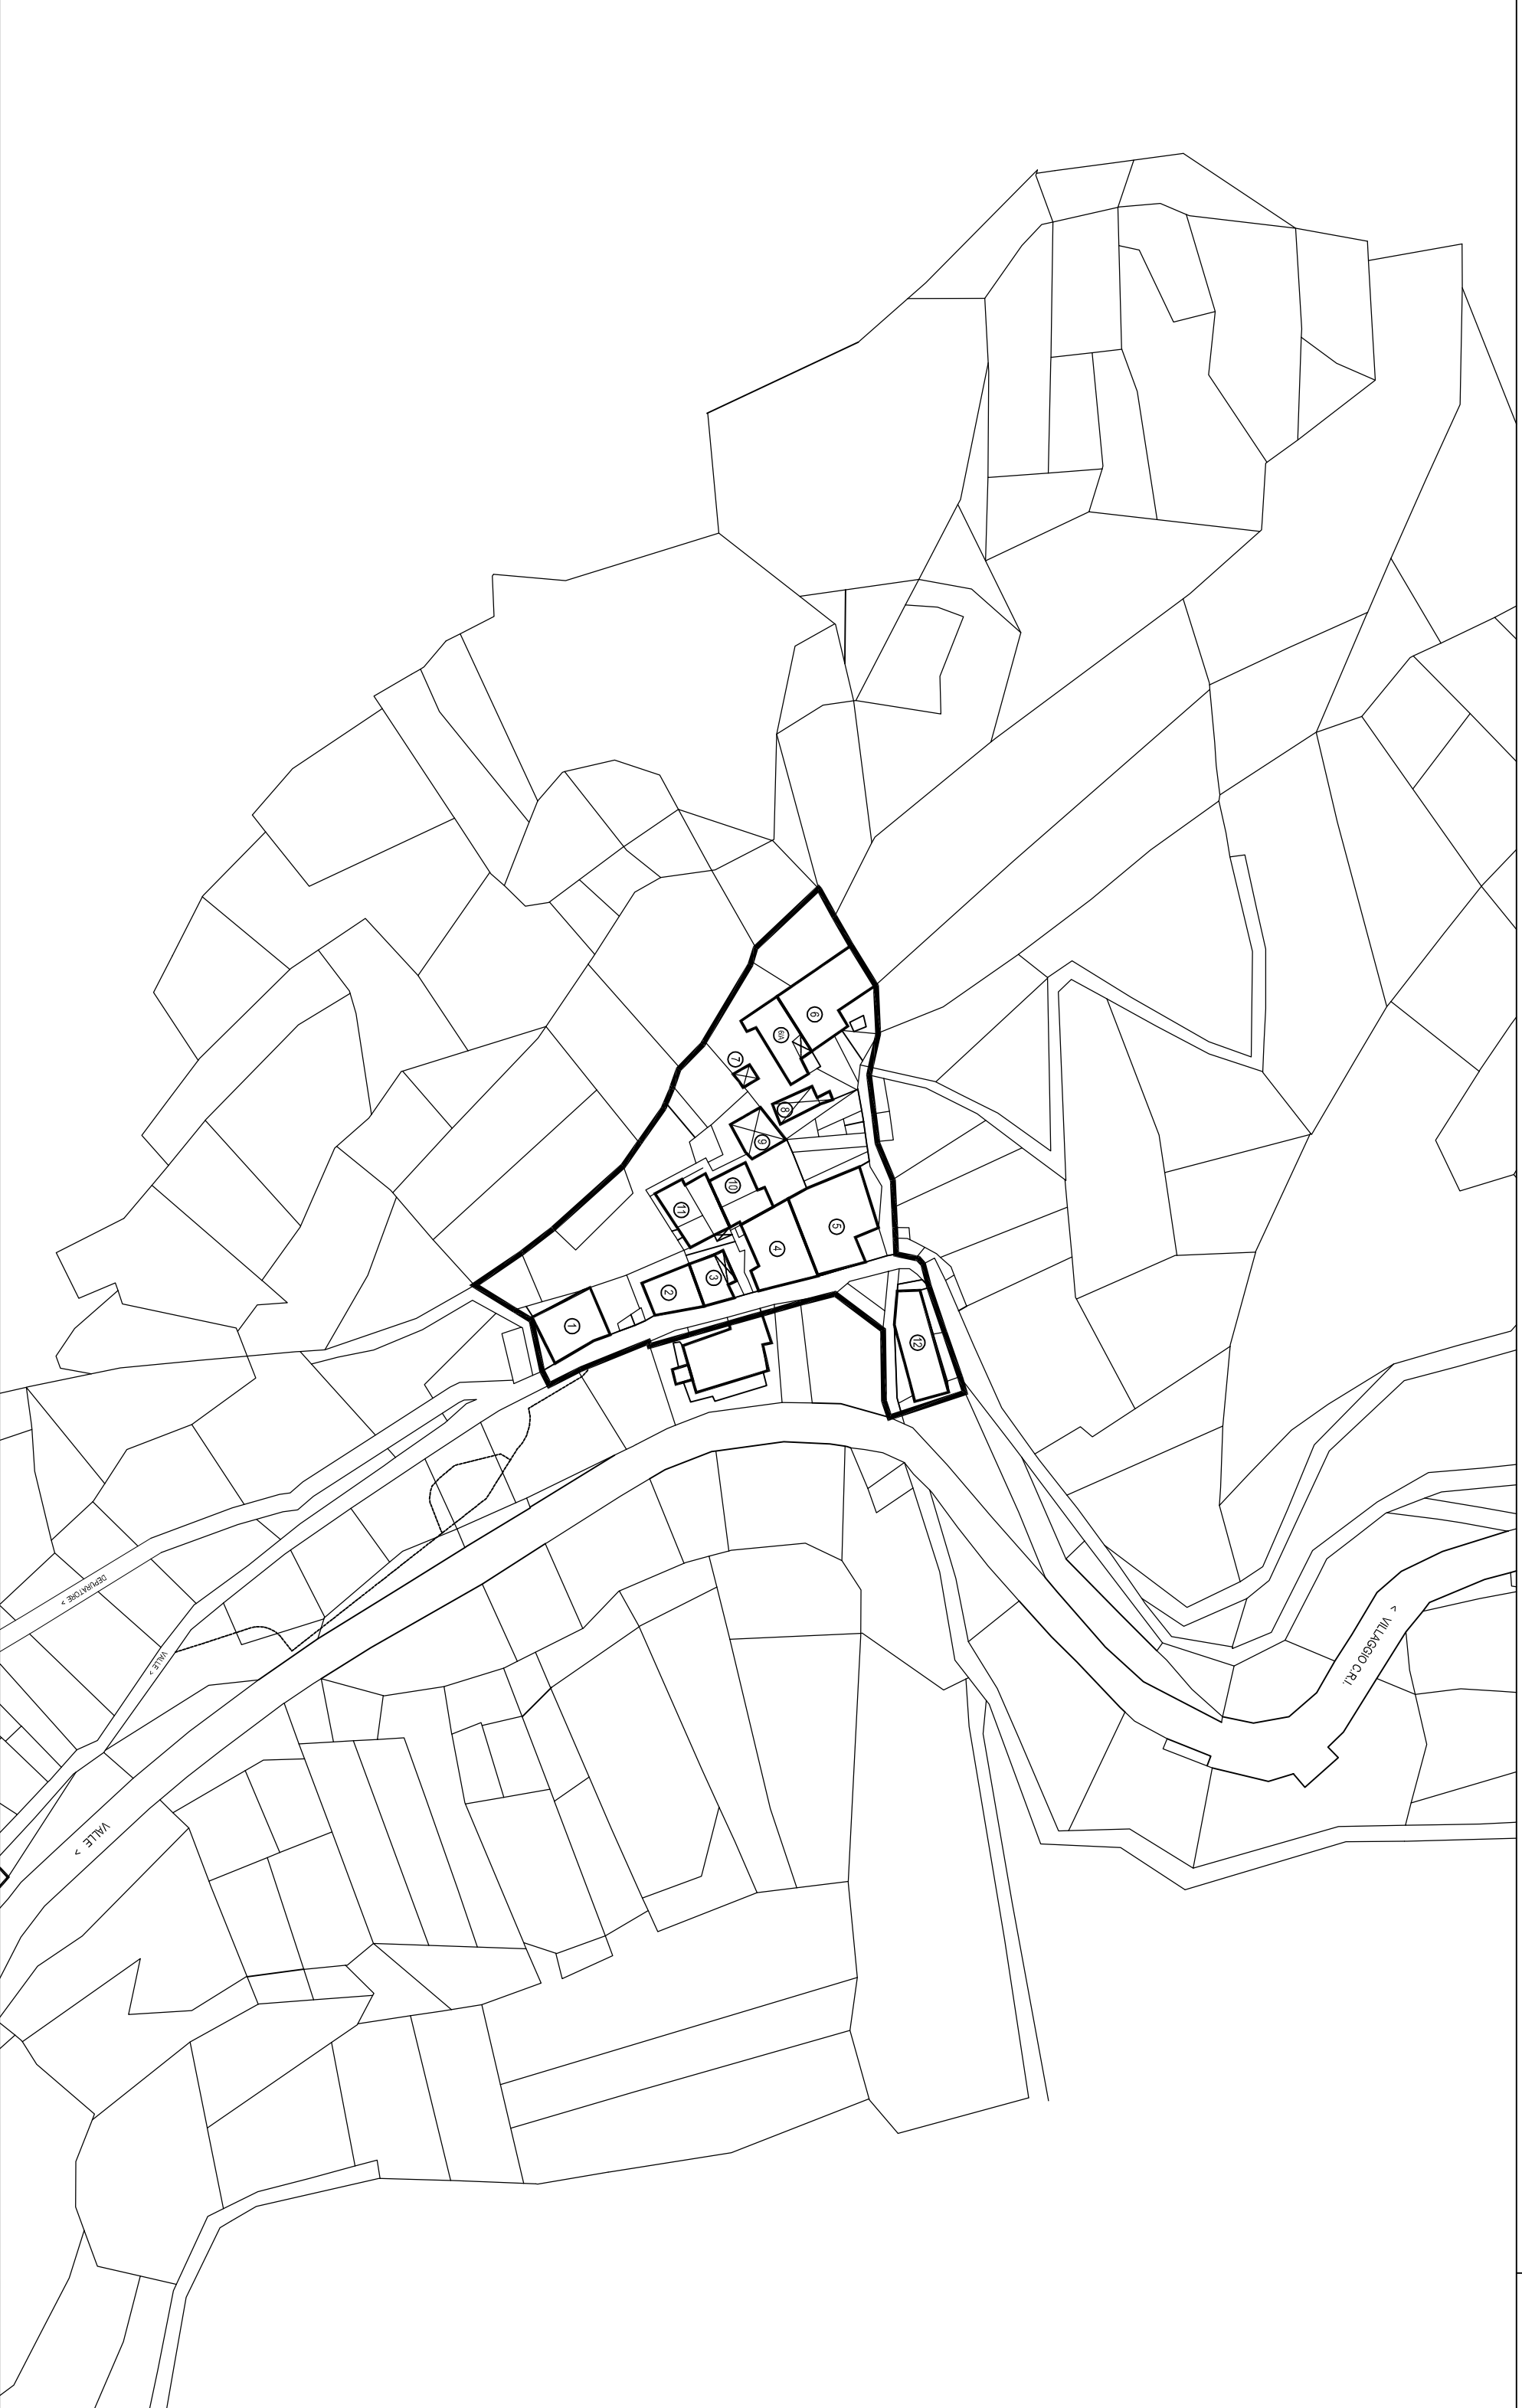 6
6A
7
8
9
10
11
5
4
3
2
1
12
DEPURATORE >
VALLE >
< VILLAGGIO C.R.I.
VALLE >